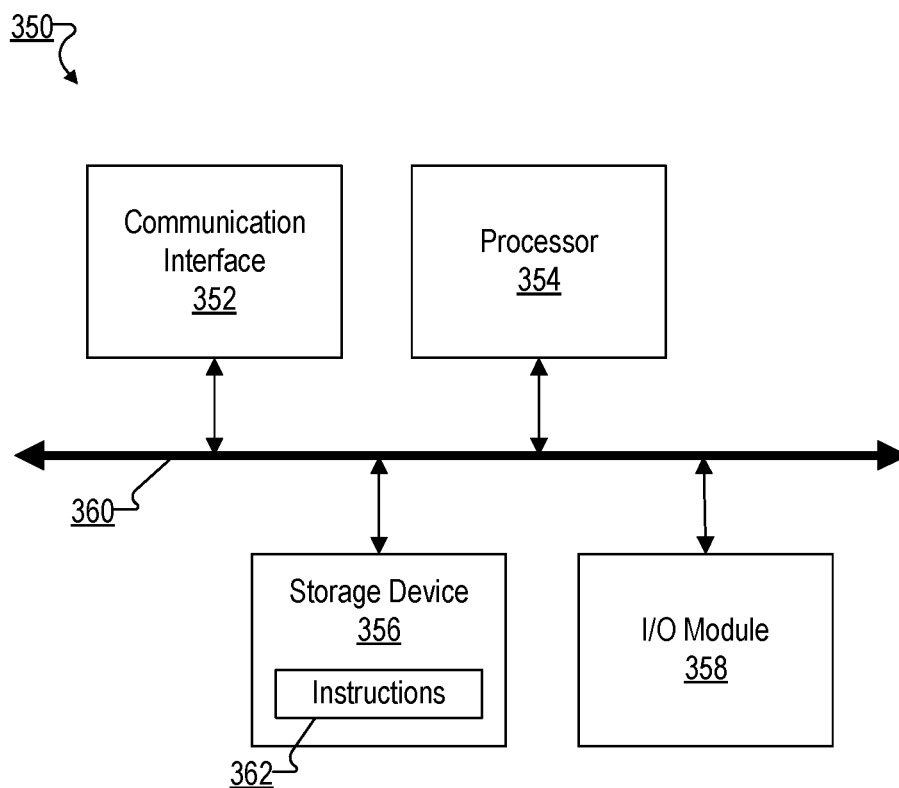 350
Communication
Interface
352
Processor
354
360
Storage Device
356
Instructions
362
I/O Module
358